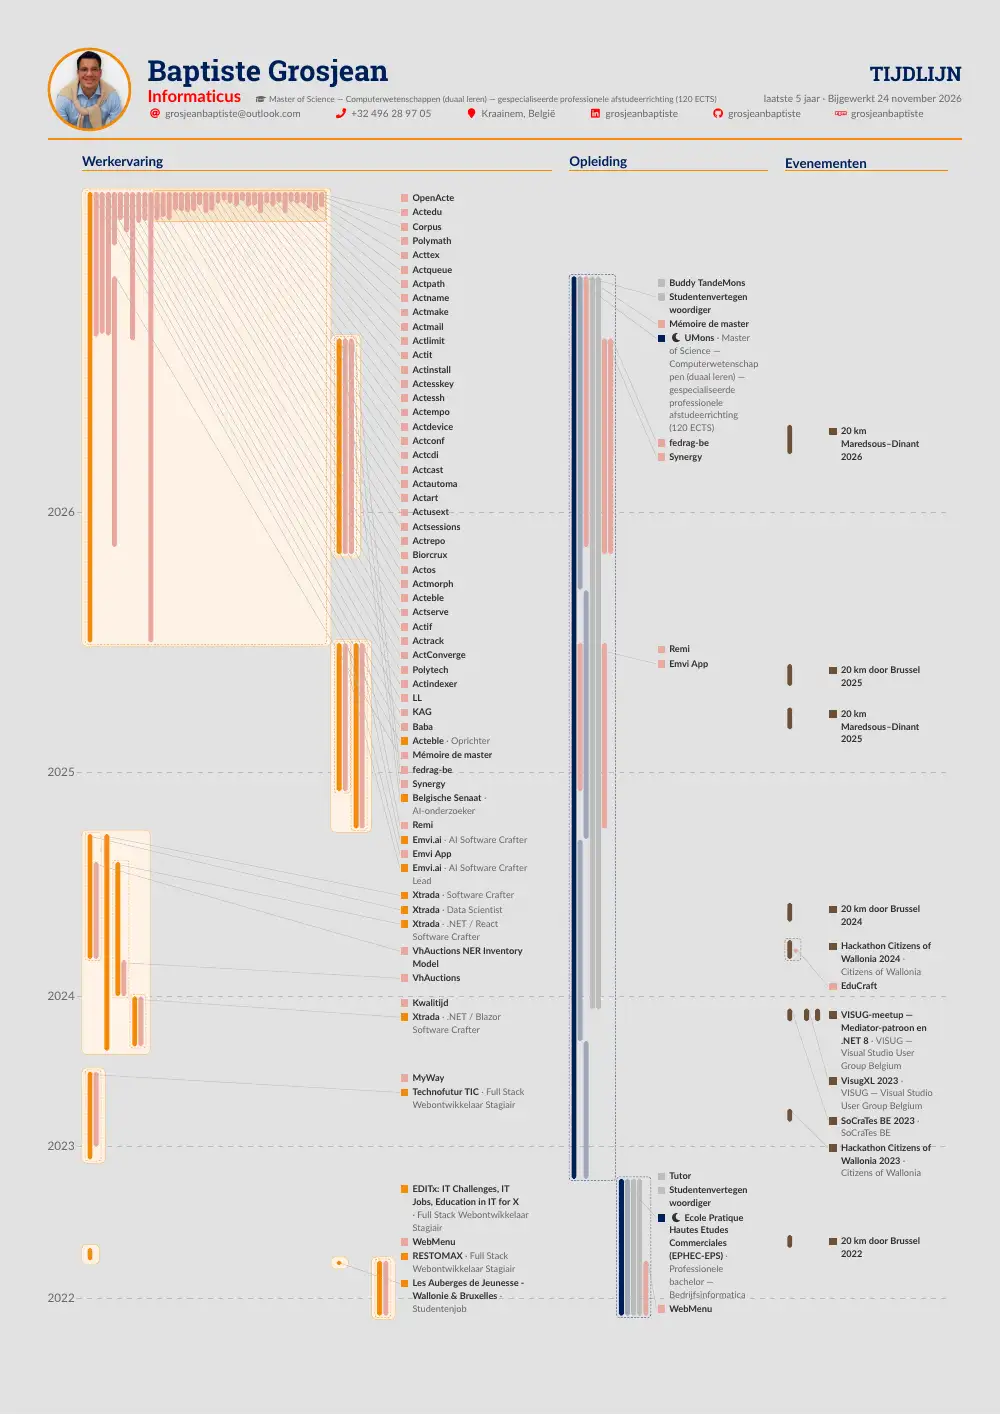 Baptiste Grosjean
TIJDLIJN
Informaticus
Master of Science — Computerwetenschappen (duaal leren) — gespecialiseerde professionele afstudeerrichting (120 ECTS)
laatste 5 jaar · Bijgewerkt 24 november 2026
grosjeanbaptiste@outlook.com
+32 496 28 97 05
Kraainem, België
grosjeanbaptiste
grosjeanbaptiste
grosjeanbaptiste
Werkervaring
OpenActe
Actedu
Corpus
Polymath
Acttex
Actqueue
Actpath
Actname
Actmake
Actmail
Actlimit
Actit
Actinstall
Actesskey
Actessh
Actempo
Actdevice
Actconf
Actcdi
Actcast
Actautoma
Actart
2026
Actusext
Actsessions
Actrepo
Biorcrux
Actos
Actmorph
Acteble
Actserve
Actif
Actrack
ActConverge
Polytech
Actindexer
LL
KAG
Baba
Acteble · Oprichter
Mémoire de master
2025
fedrag-be
Synergy
Belgische Senaat ·
AI-onderzoeker
Remi
Emvi.ai · AI Software Crafter
Emvi App
Emvi.ai · AI Software Crafter
Lead
Xtrada · Software Crafter
Xtrada · Data Scientist
Xtrada · .NET / React
Software Crafter
VhAuctions NER Inventory
Model
VhAuctions
2024
Kwalitijd
Xtrada · .NET / Blazor
Software Crafter
MyWay
Technofutur TIC · Full Stack
Webontwikkelaar Stagiair
2023
EDITx: IT Challenges, IT
Jobs, Education in IT for X
· Full Stack Webontwikkelaar
Stagiair
WebMenu
RESTOMAX · Full Stack
Webontwikkelaar Stagiair
Les Auberges de Jeunesse -
2022
Wallonie & Bruxelles ·
Studentenjob
Opleiding
Buddy TandeMons
Studentenvertegen
woordiger
Mémoire de master
UMons · Master
of Science —
Computerwetenschap
pen (duaal leren) —
gespecialiseerde
professionele
afstudeerrichting
(120 ECTS)
fedrag-be
Synergy
Remi
Emvi App
Tutor
Studentenvertegen
woordiger
Ecole Pratique
Hautes Etudes
Commerciales
(EPHEC-EPS) ·
Professionele
bachelor —
Bedrijfsinformatica
WebMenu
Evenementen
20 km
Maredsous–Dinant
2026
20 km door Brussel
2025
20 km
Maredsous–Dinant
2025
20 km door Brussel
2024
Hackathon Citizens of
Wallonia 2024 ·
Citizens of Wallonia
EduCraft
VISUG-meetup —
Mediator-patroon en
.NET 8 · VISUG —
Visual Studio User
Group Belgium
VisugXL 2023 ·
VISUG — Visual Studio
User Group Belgium
SoCraTes BE 2023 ·
SoCraTes BE
Hackathon Citizens of
Wallonia 2023 ·
Citizens of Wallonia
20 km door Brussel
2022